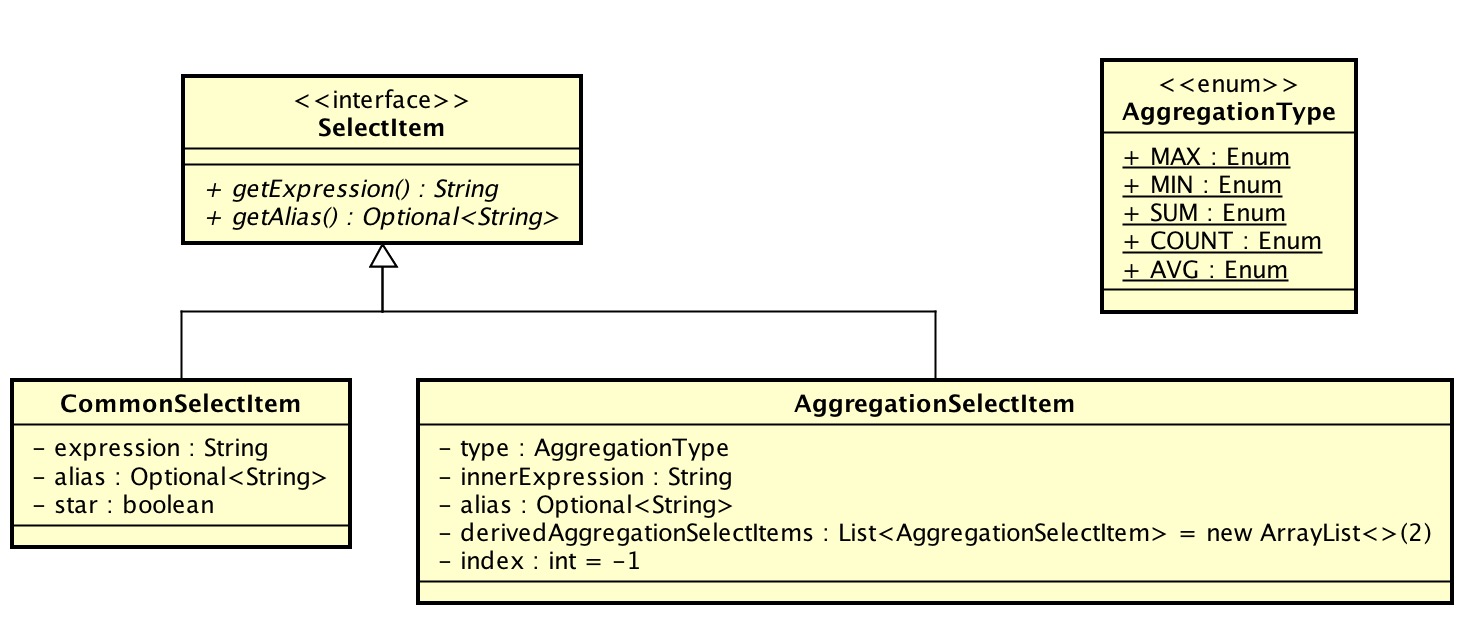 <<interface>>
SelectItem
+ getExpression() : String
+ getAlias() : Optional<String>
<<enum>>
AggregationType
+ MAX : Enum
+ MIN : Enum
+ SUM : Enum
+ COUNT : Enum
+ AVG : Enum
CommonSelectItem
- expression : String
- alias : Optional<String>
- star : boolean
AggregationSelectItem
- type : AggregationType
- innerExpression : String
- alias : Optional<String>
- derivedAggregationSelectItems : List<AggregationSelectItem> = new ArrayList<>(2)
- index : int = -1